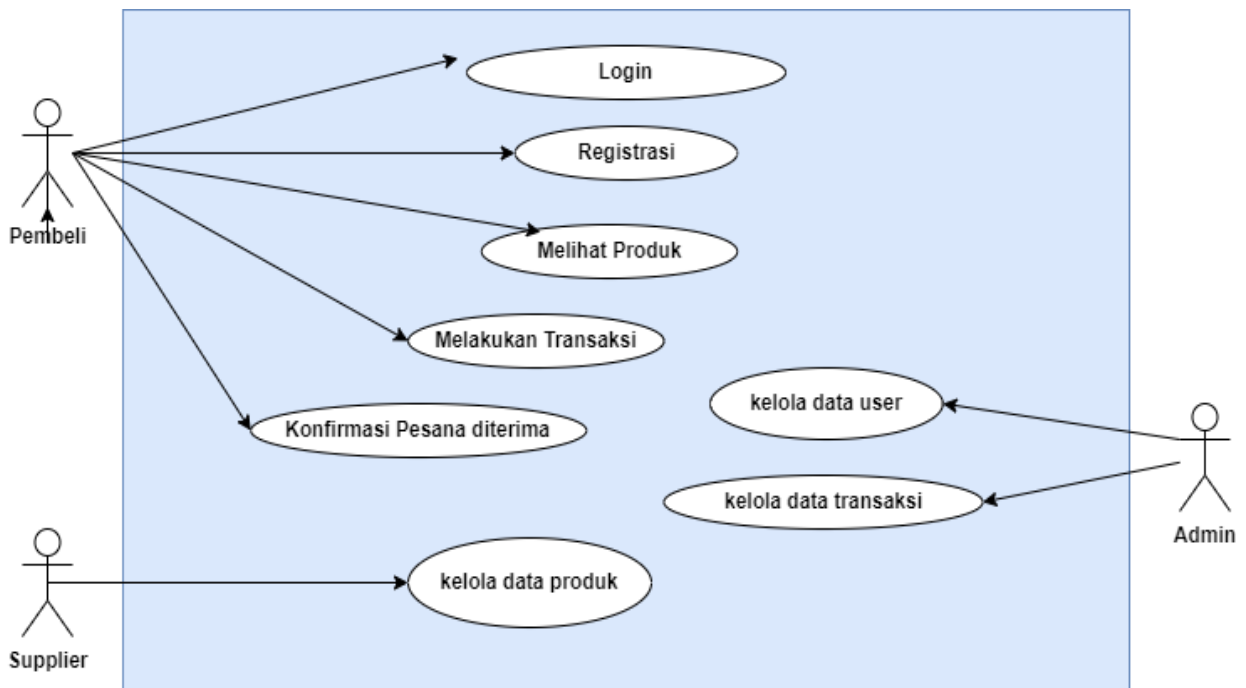 Login
Registrasi
Pembeli
Melihat Produk
Melakukan Transaksi
kelola data user
Konfirmasi Pesana diterima
kelola data transaksi
Admin
kelola data produk
Supplier